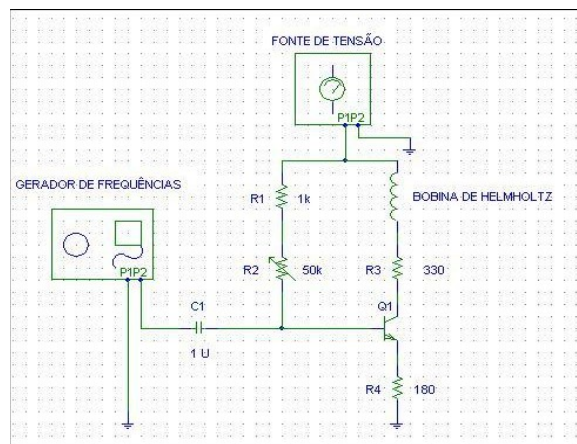 FONTE DE TENSÃO
P1P2
GERADOR DE FREQUÊNCIAS
P1P2
R1 1k
BOBINA DE HELMHOLTZ
R2 50k
R3 330
C1
1 U
Q1
R4 180